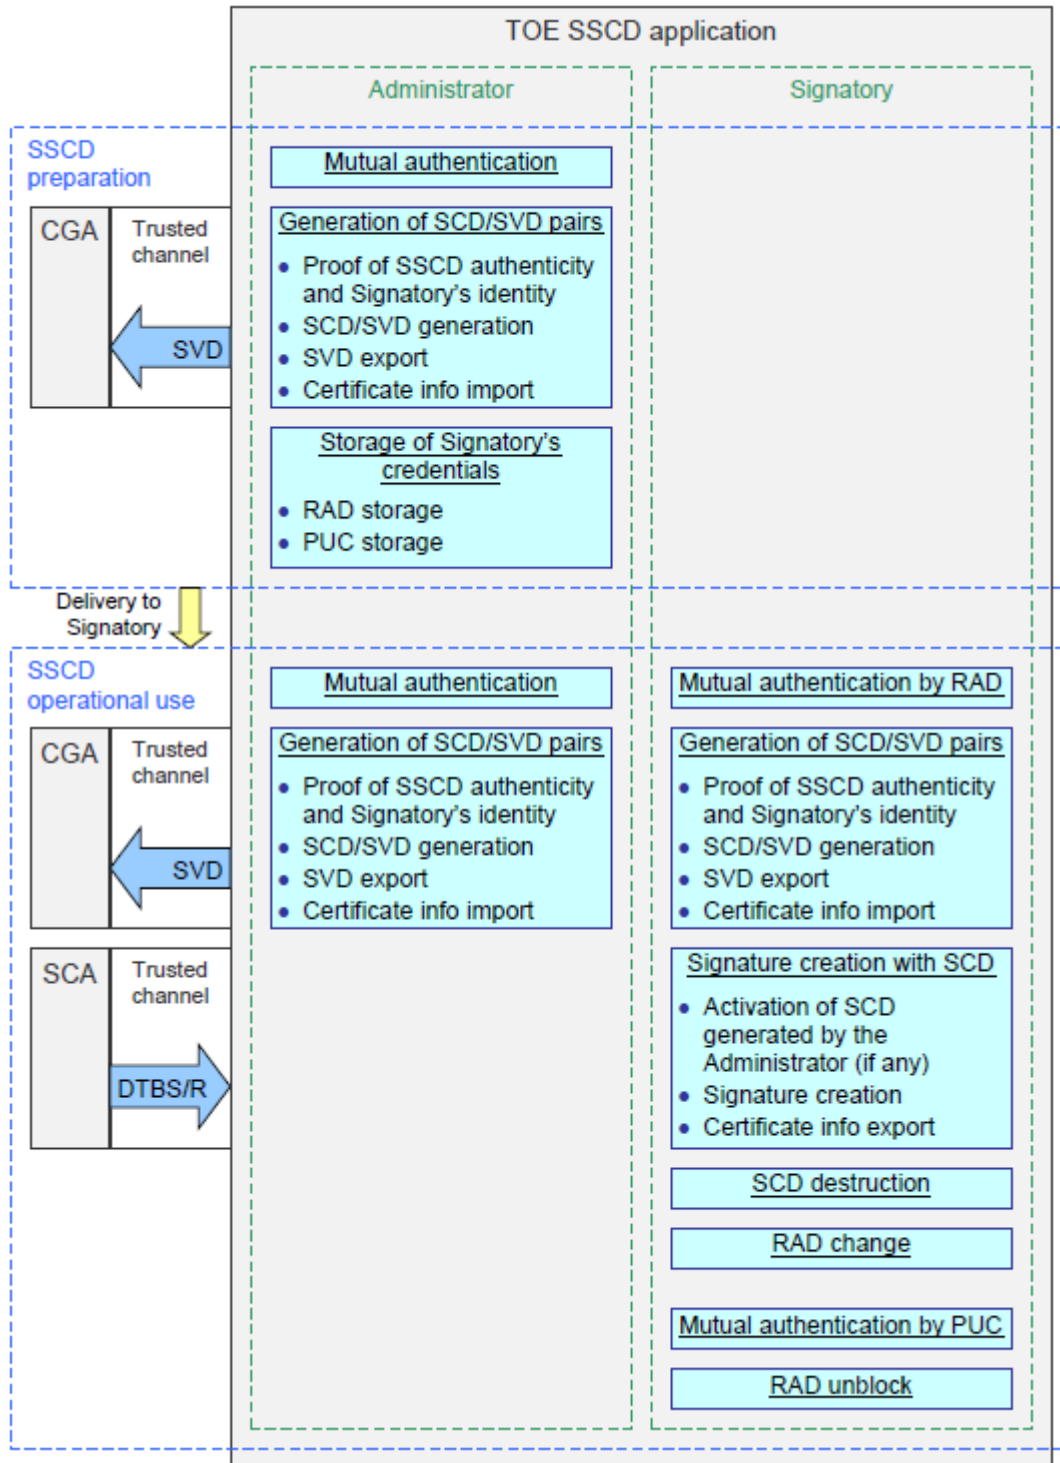 TOE SSCD application
Administrator
Signatory
SSCD
preparation
CGA
Trusted
channel
SVD
Mutual authentication
Generation of SCD/SVD pairs
• Proof of SSCD authenticity
and Signatory's identity
• SCD/SVD generation
• SVD export
• Certificate info import
Storage of Signatory's
credentials
• RAD storage
• PUC storage
Delivery to
Signatory
SSCD
operational use
CGA
Trusted
channel
SVD
Mutual authentication
Generation of SCD/SVD pairs
• Proof of SSCD authenticity
and Signatory's identity
• SCD/SVD generation
• SVD export
• Certificate info import
Mutual authentication by RAD
Generation of SCD/SVD pairs
• Proof of SSCD authenticity
and Signatory's identity
• SCD/SVD generation
• SVD export
• Certificate info import
SCA
Trusted
channel
DTBS/R
Signature creation with SCD
• Activation of SCD
generated by the
Administrator (if any)
• Signature creation
• Certificate info export
SCD destruction
RAD change
Mutual authentication by PUC
RAD unblock